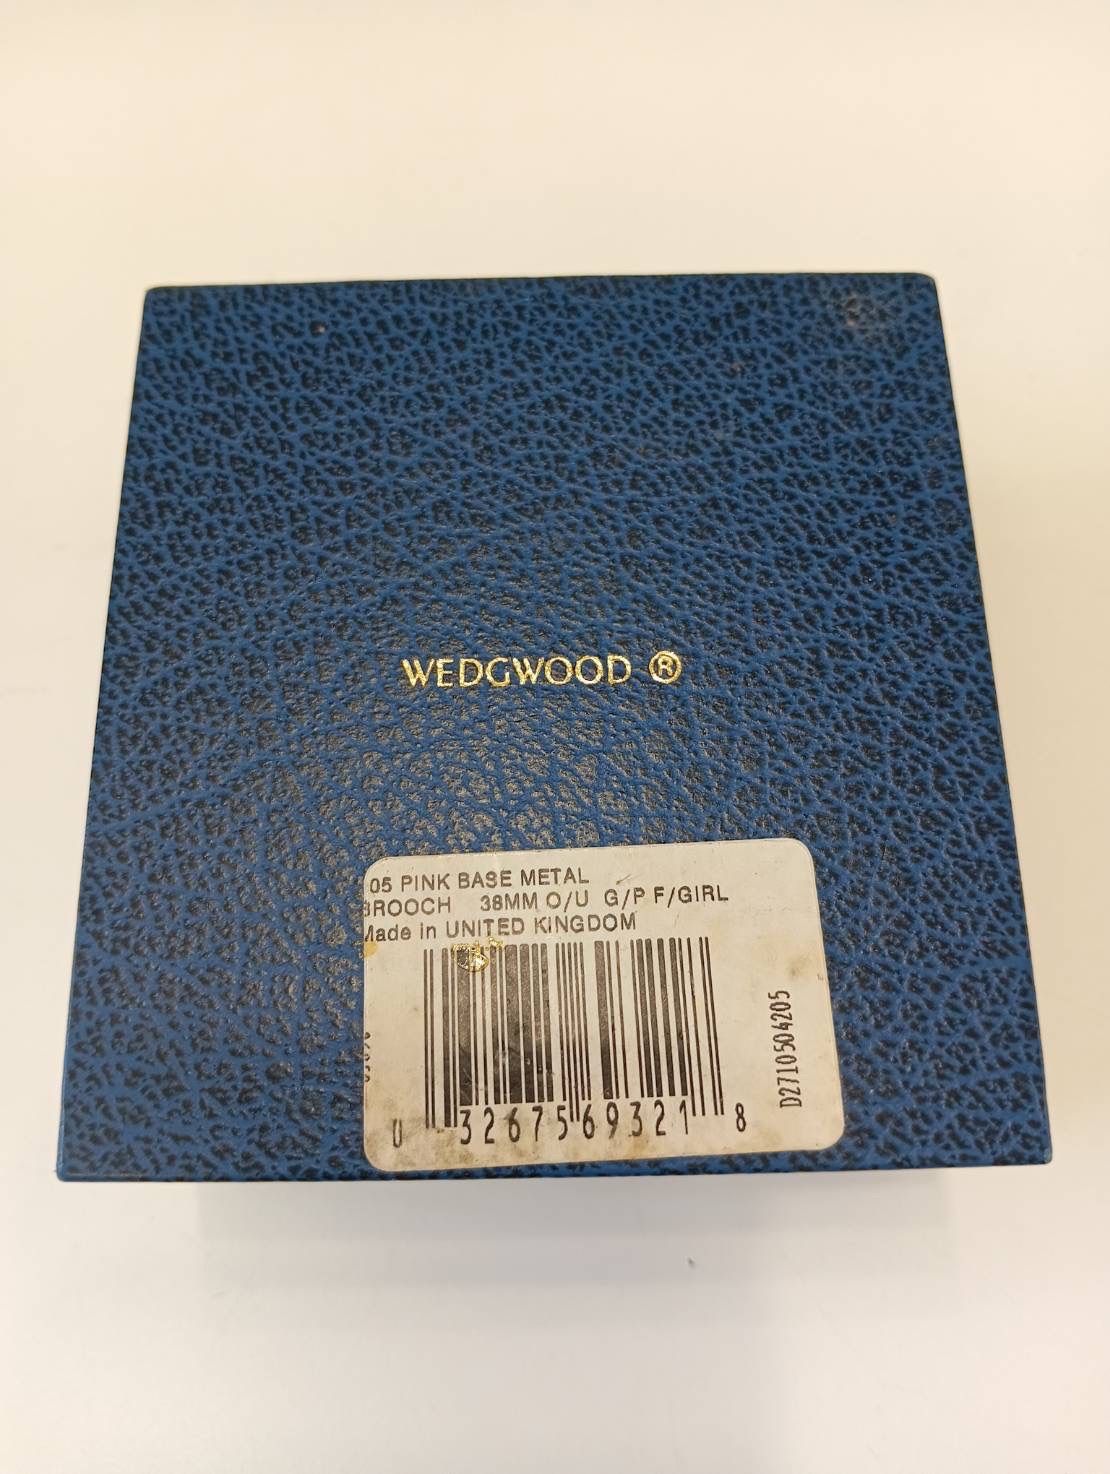 WEDGWOOD ®
05 PINK BASE METAL
BROOCH 38MM O/U G/P F/GIRL
Made in UNITED KINGDOM
D2710504205
0 32675 69321 8